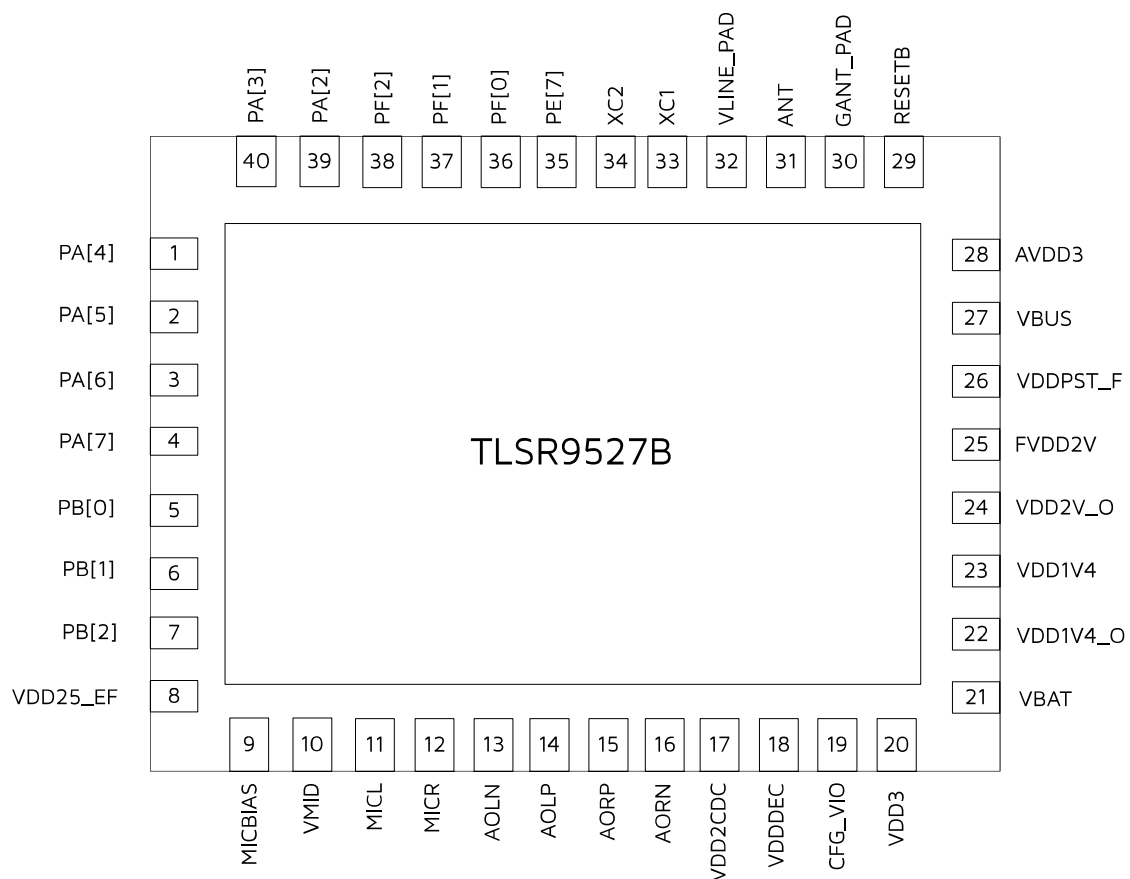 PA[3] PA[2] PF[2] PF[1] PF[0] PE[7] XC2 XC1 VLINE_PAD ANT GANT_PAD RESETB
40 39 38 37 36 35 34 33 32 31 30 29
PA[4] 1 28 AVDD3
PA[5] 2 27 VBUS
PA[6] 3 26 VDDPST_F
PA[7] 4 25 FVDD2V
TLSR9527B
PB[0] 5 24 VDD2V_O
PB[1] 6 23 VDD1V4
PB[2] 7 22 VDD1V4_O
VDD25_EF 8 21 VBAT
9 10 11 12 13 14 15 16 17 18 19 20
MICBIAS VMID MICL MICR AOLN AOLP AORP AORN VDD2CDC VDDDEC CFG_VIO VDD3